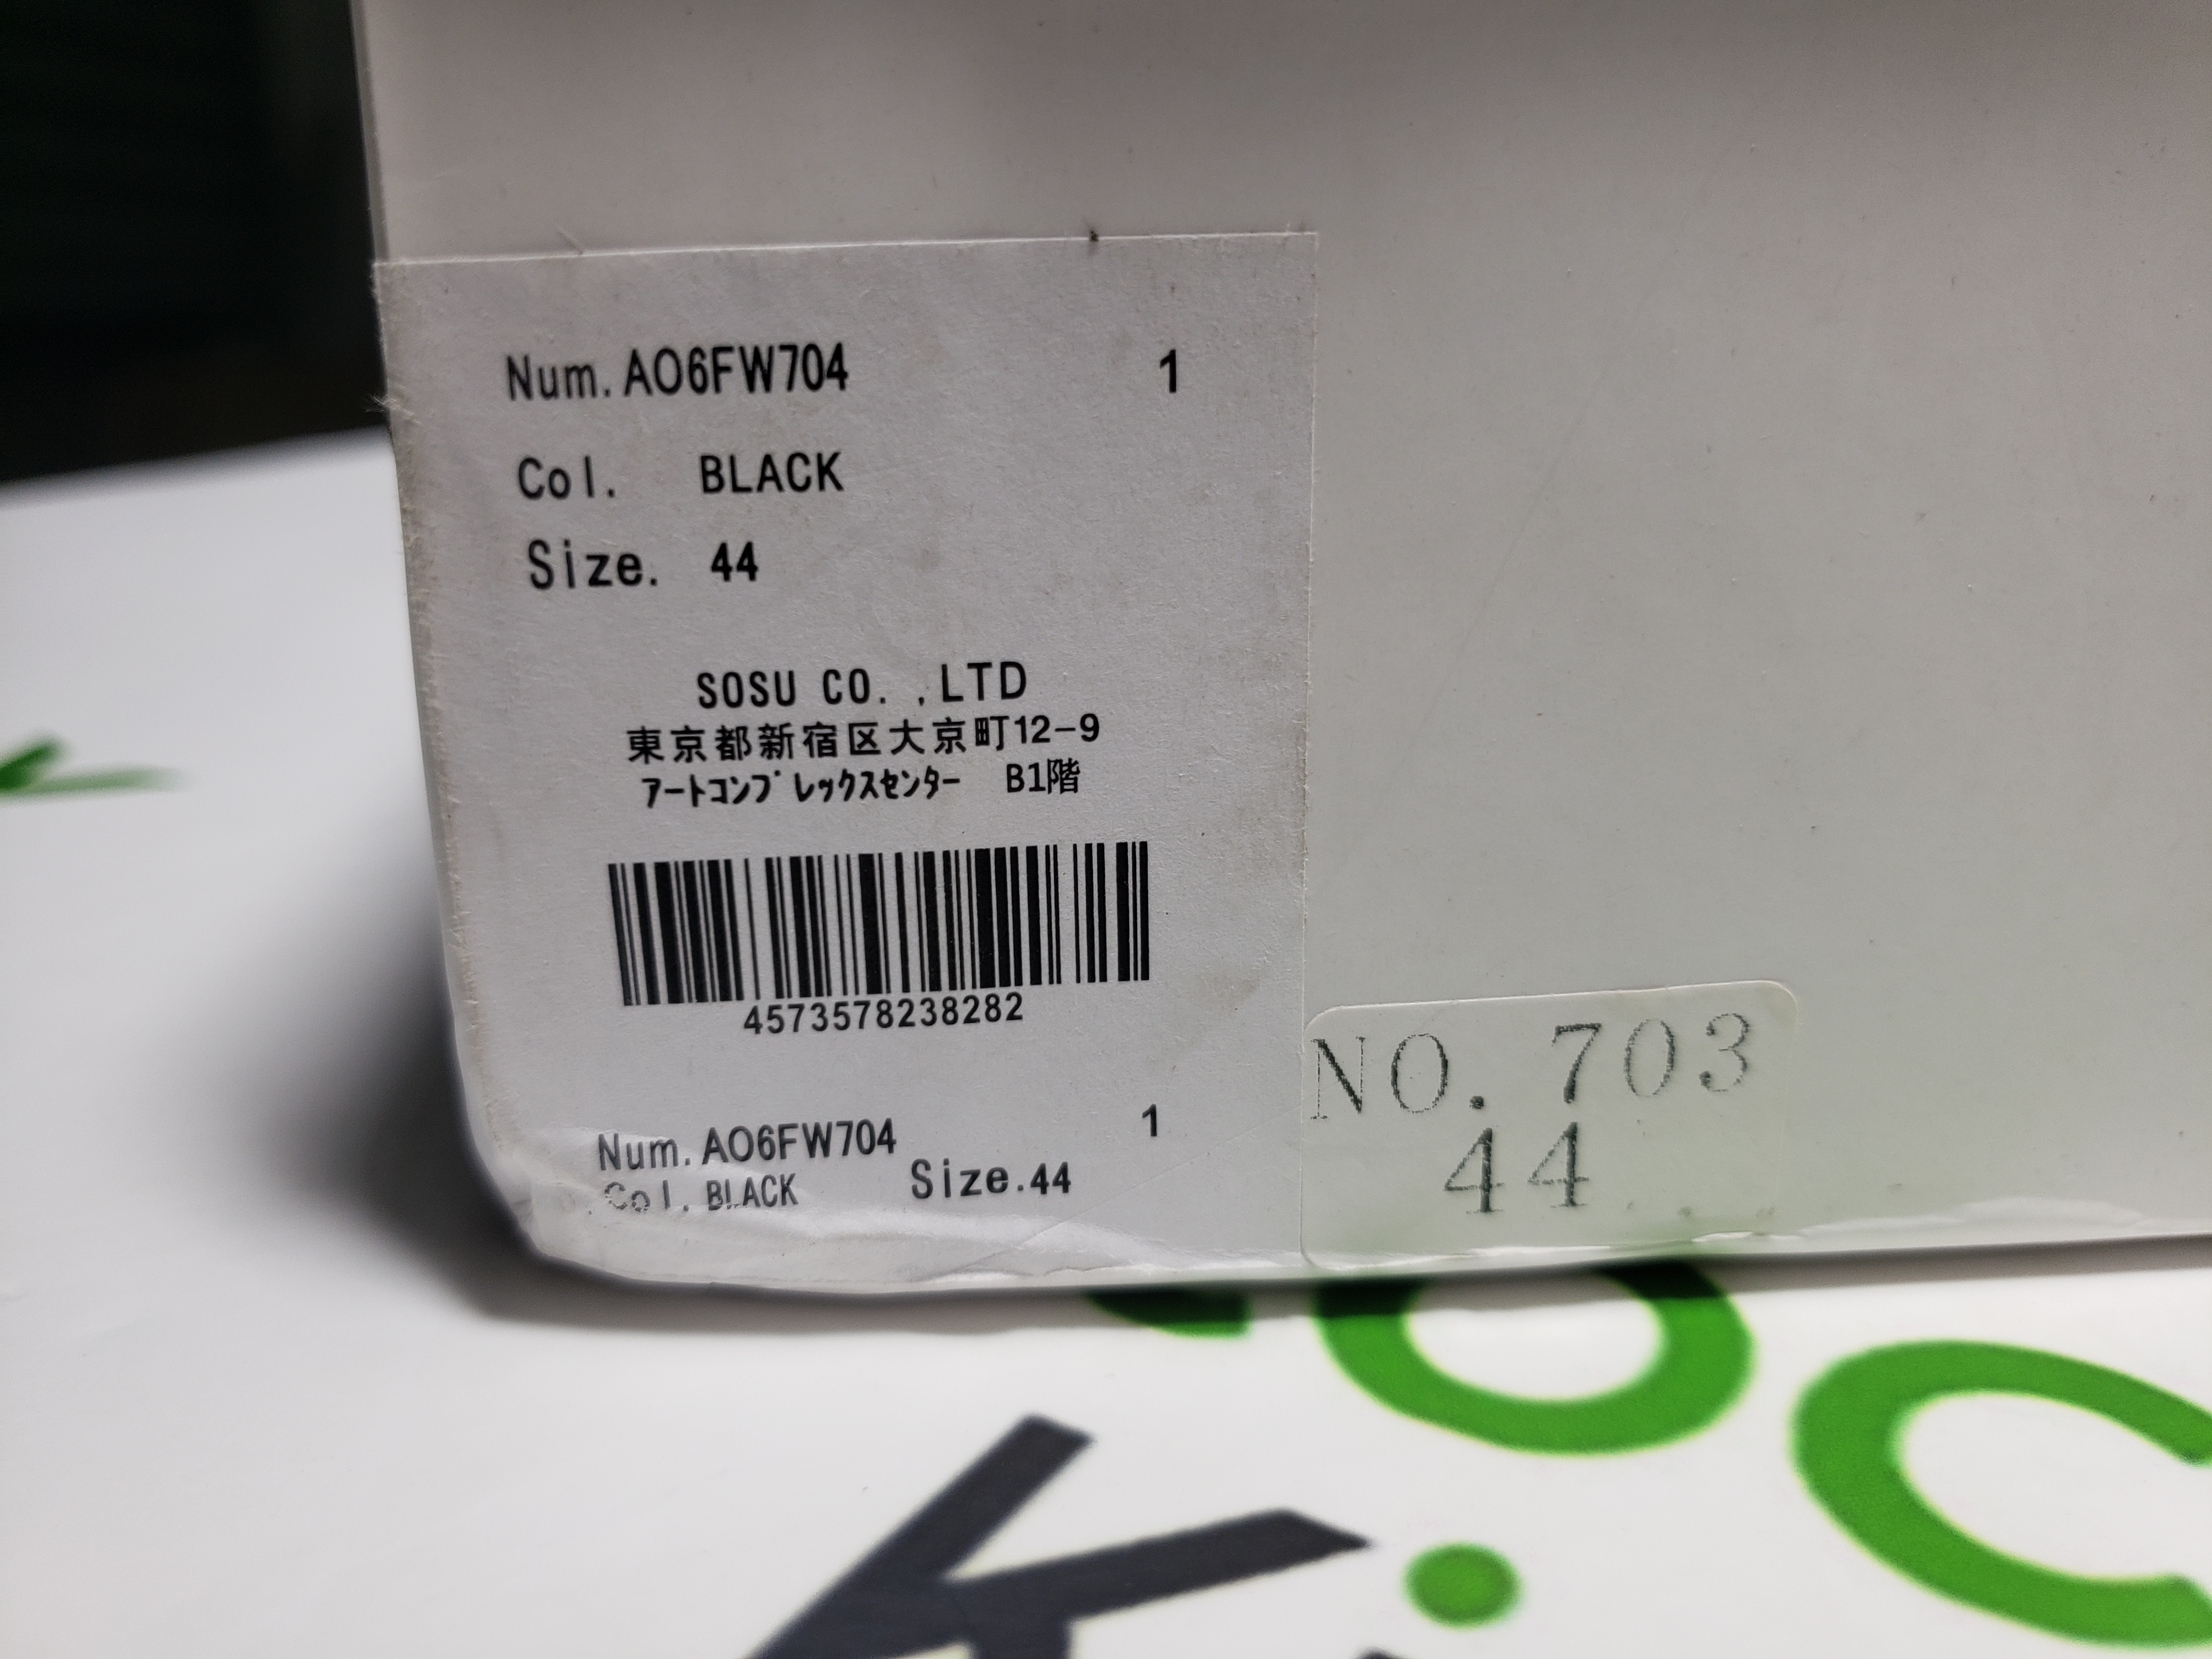 Num. A06FW704 1
Col. BLACK
Size. 44
SOSU CO. ,LTD
東京都新宿区大京町12-9
ｱｰﾄｺﾝﾌﾟﾚｯｸｽｾﾝﾀｰ B1階
4573578238282
Num. A06FW704 1
Col. BLACK Size.44
NO. 703
44